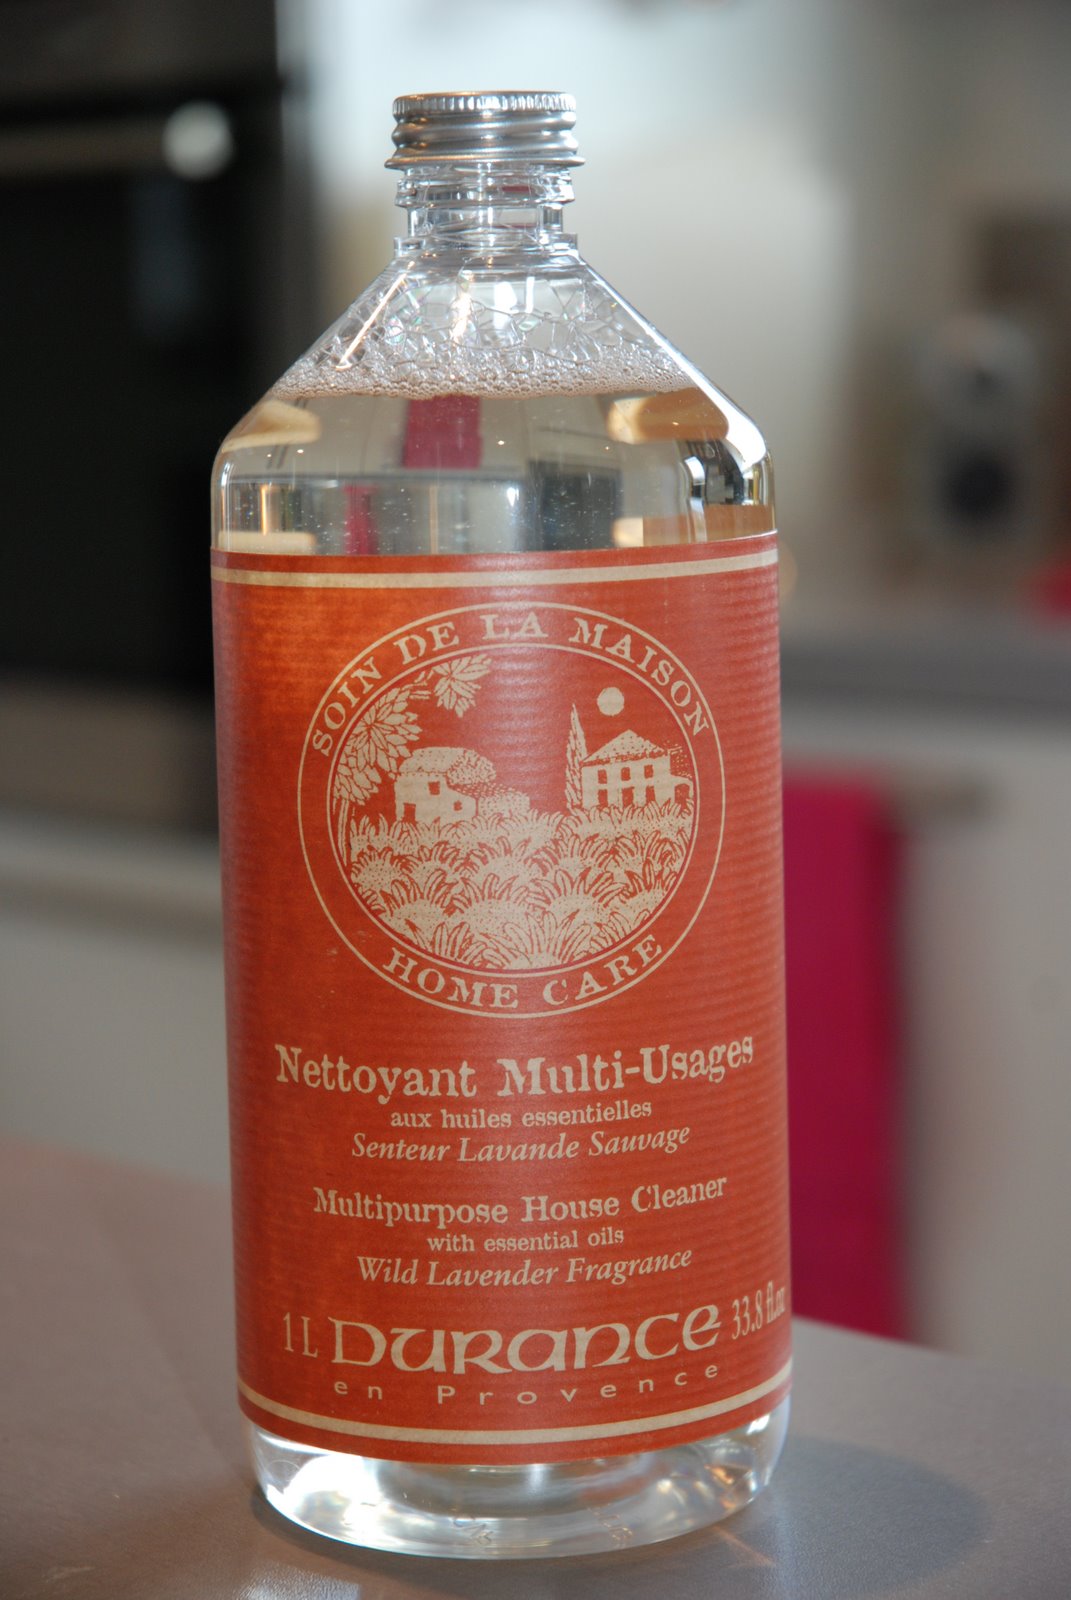 SOIN DE LA MAISON
HOME CARE
Nettoyant Multi-Usages
aux huiles essentielles
Senteur Lavande Sauvage
Multipurpose House Cleaner
with essential oils
Wild Lavender Fragrance
1L DURANCE 33.8 fl.oz
en Provence